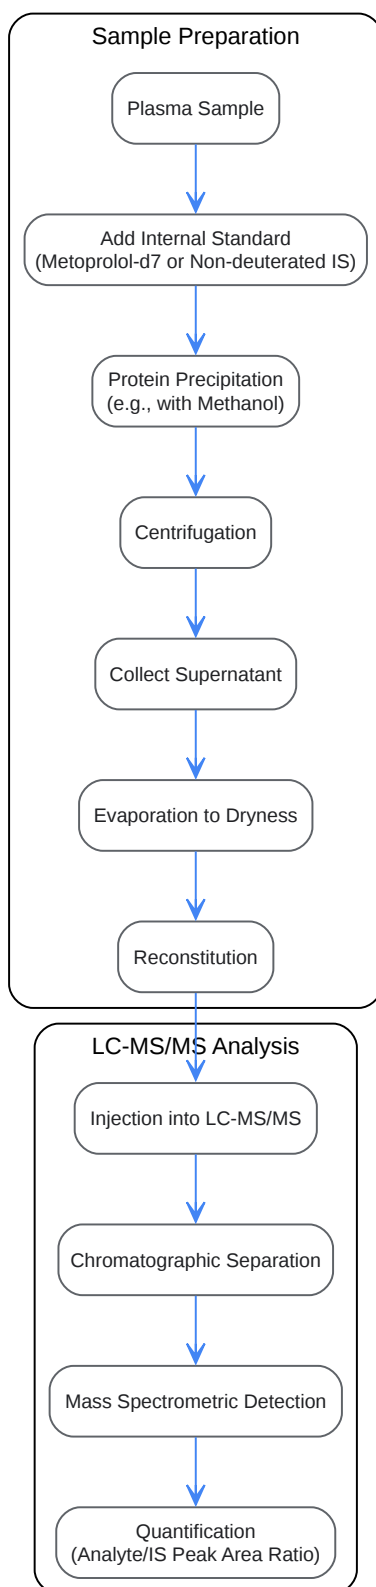 Sample Preparation
Plasma Sample
Add Internal Standard
(Metoprolol-d7 or Non-deuterated IS)
Protein Precipitation
(e.g., with Methanol)
Centrifugation
Collect Supernatant
Evaporation to Dryness
Reconstitution
LC-MS/MS Analysis
Injection into LC-MS/MS
Chromatographic Separation
Mass Spectrometric Detection
Quantification
(Analyte/IS Peak Area Ratio)